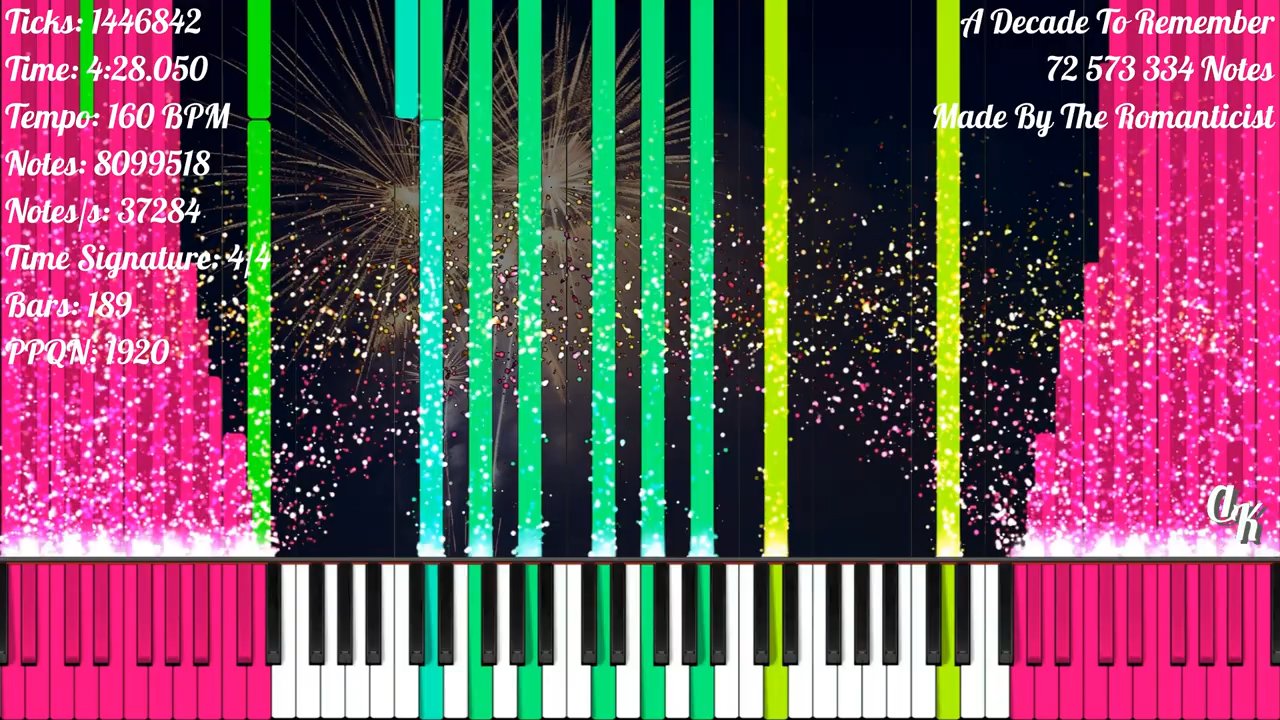 Ticks: 1446842
Time: 4:28.050
Tempo: 160 BPM
Notes: 8099518
Notes/s: 37284
Time Signature: 4/4
Bars: 189
PPQN: 1920
A Decade To Remember
72 573 334 Notes
Made By The Romanticist
CK